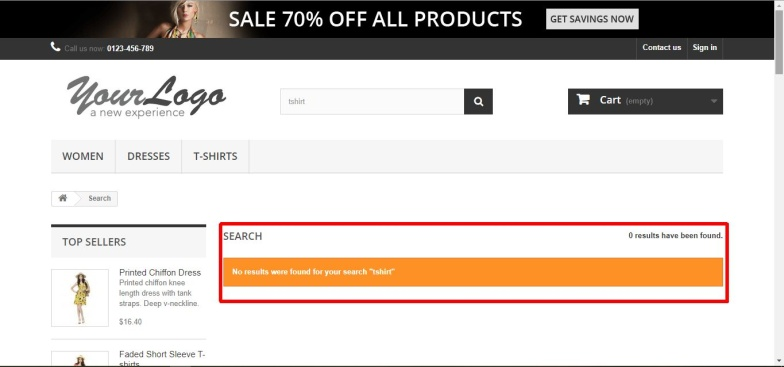 SALE 70% OFF ALL PRODUCTS
GET SAVINGS NOW
Call us now: 0123-456-789
Contact us
Sign in
YourLogo
a new experience
tshirt
Cart (empty)
WOMEN
DRESSES
T-SHIRTS
Search
TOP SELLERS
Printed Chiffon Dress
Printed chiffon knee
length dress with tank
straps. Deep v-neckline.
$16.40
Faded Short Sleeve T-
shirts
SEARCH
0 results have been found.
No results were found for your search "tshirt"